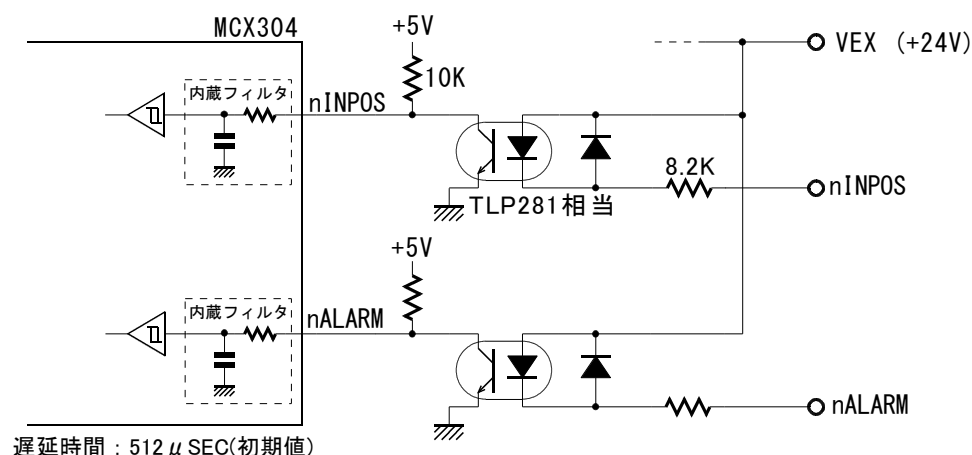 MCX304
+5V
VEX (+24V)
内蔵フィルタ
10K
nINPOS
8.2K
nINPOS
TLP281相当
+5V
内蔵フィルタ
nALARM
nALARM
遅延時間：512μSEC(初期値)